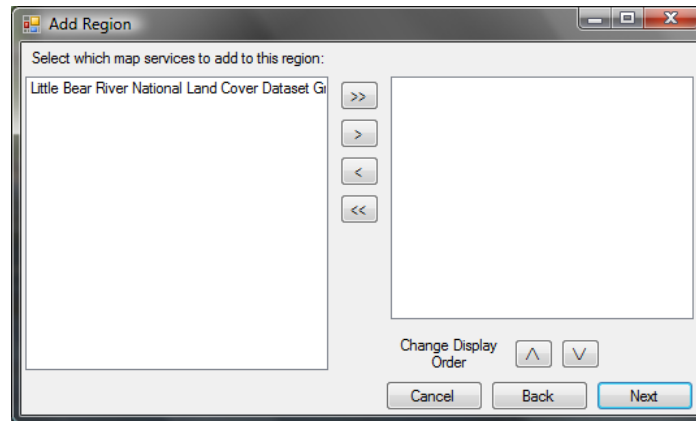 Add Region
Select which map services to add to this region:
Little Bear River National Land Cover Dataset Gr
>>
>
<
<<
Change Display
Order
Cancel
Back
Next